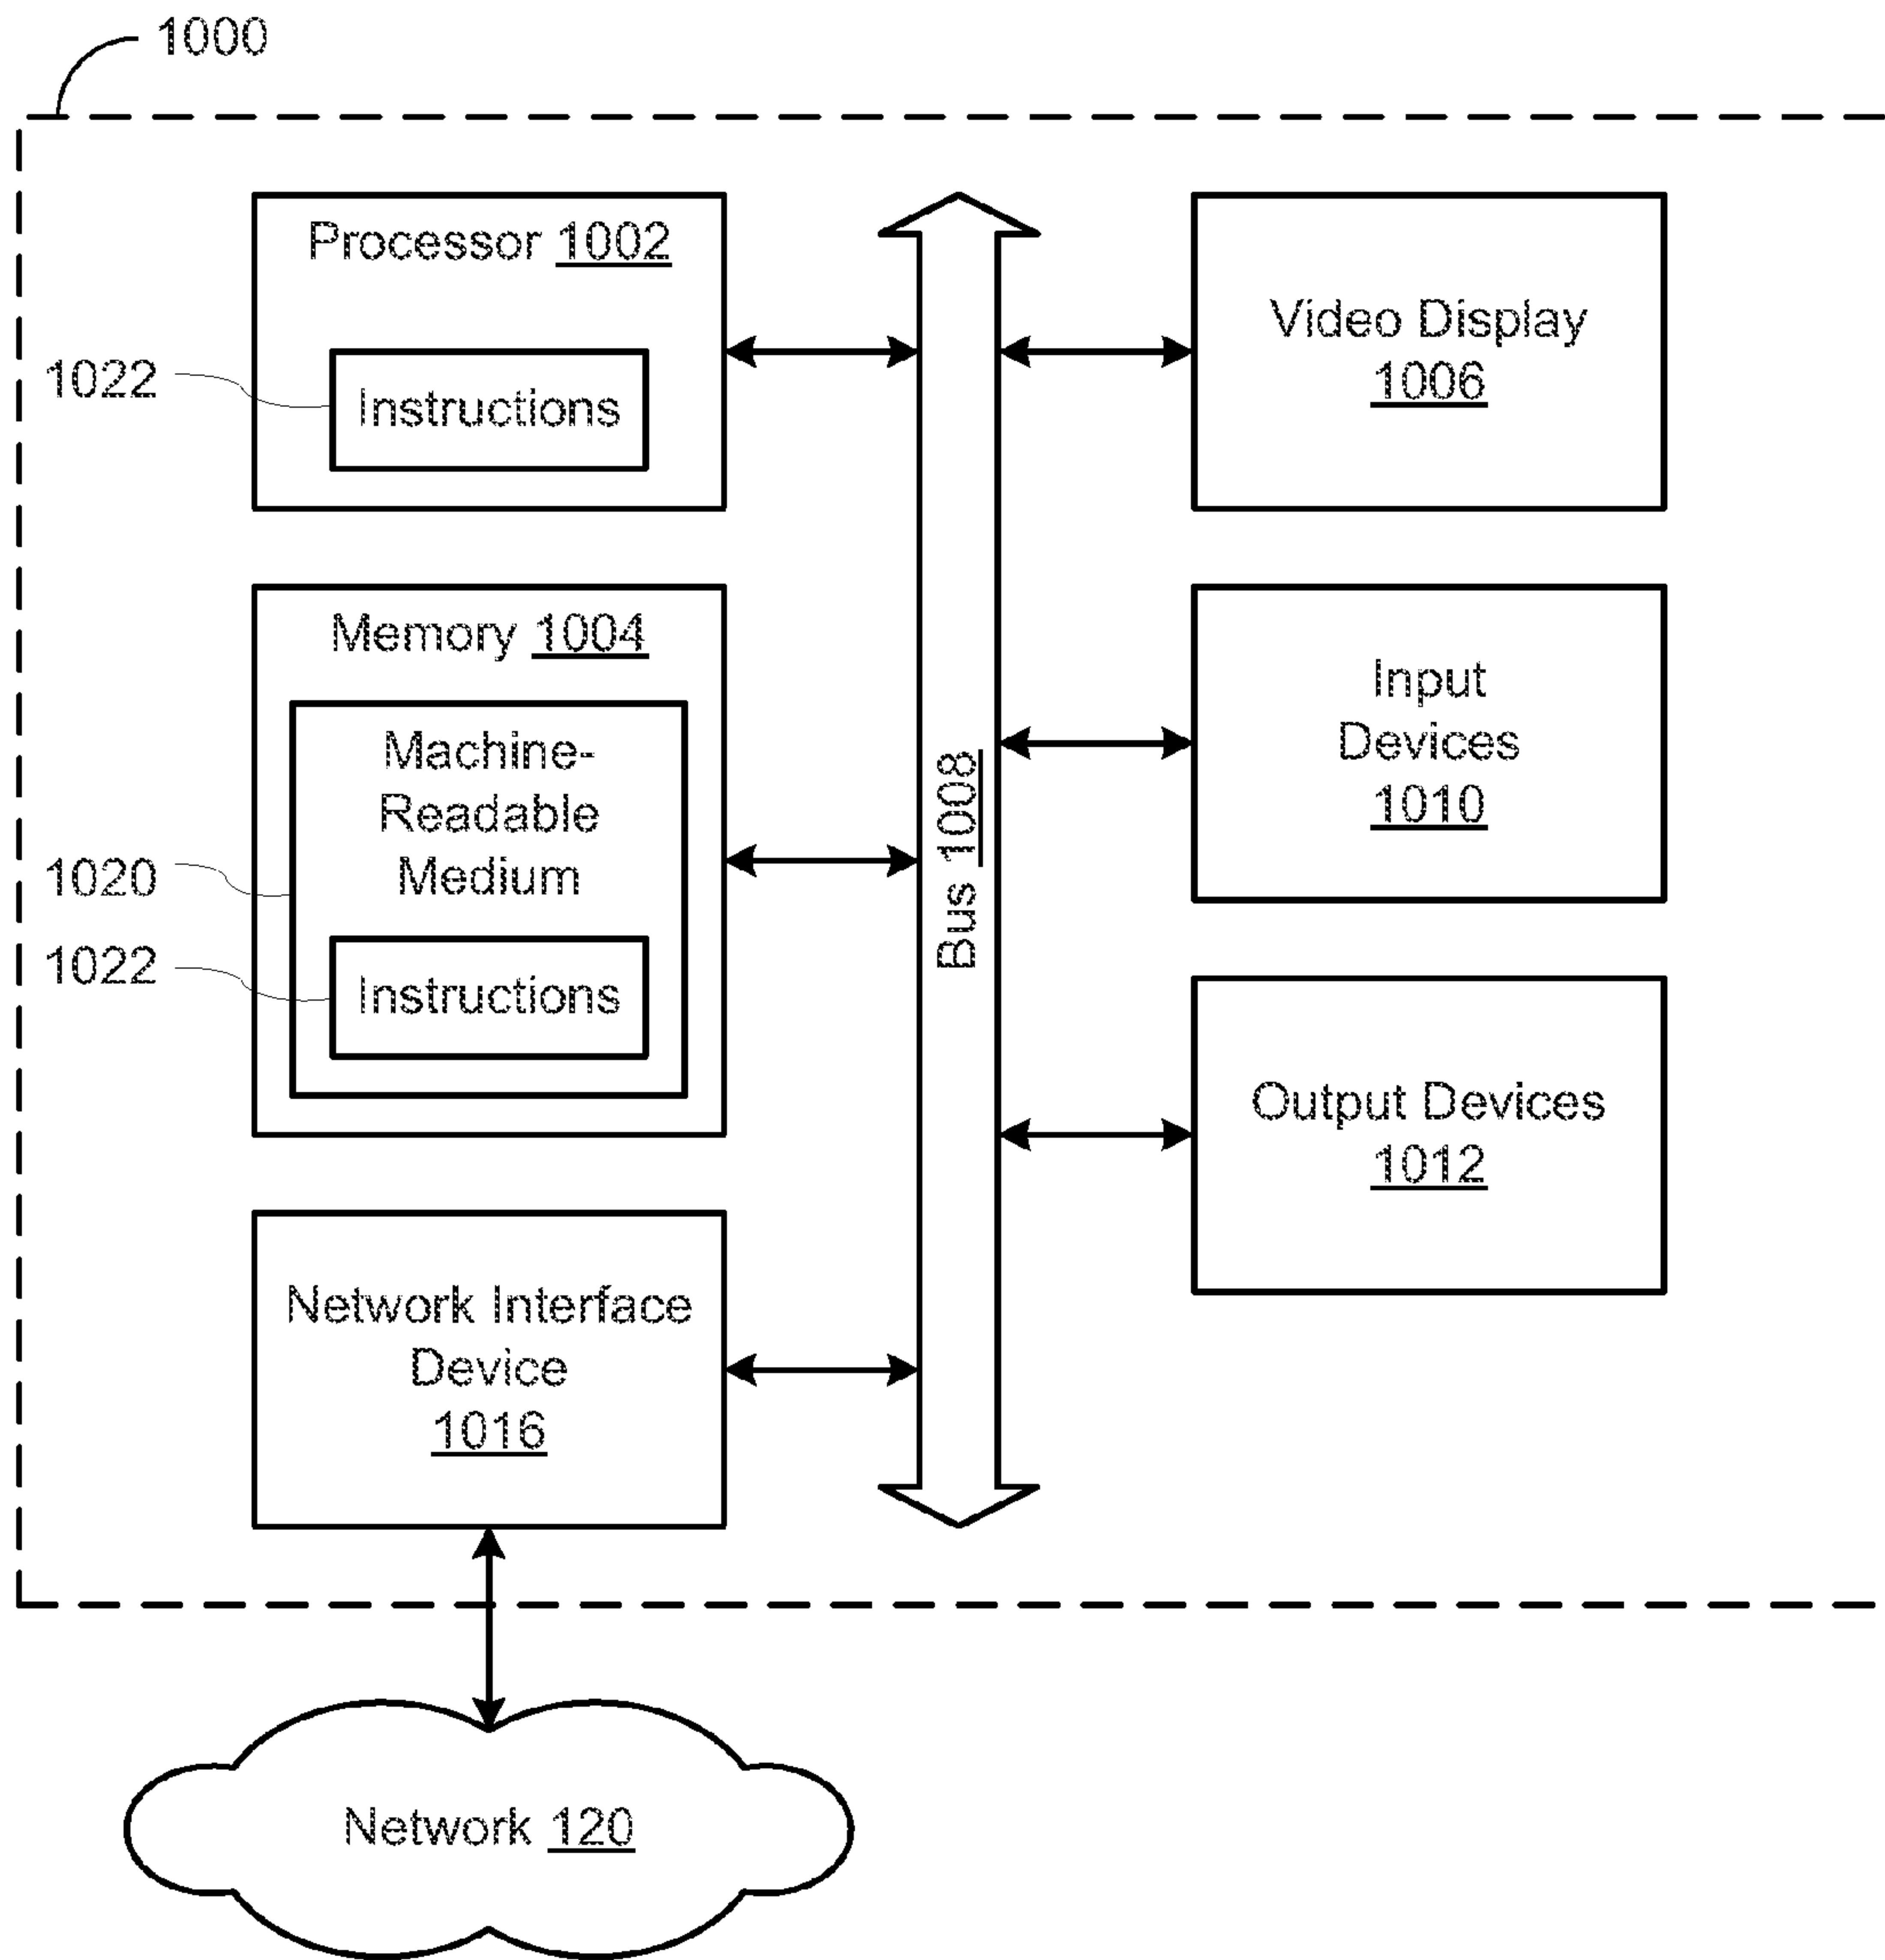 1000
Processor 1002
1022
Instructions
Memory 1004
Machine-
Readable
Medium
1020
1022
Instructions
Network Interface
Device
1016
Bus 1008
Video Display
1006
Input
Devices
1010
Output Devices
1012
Network 120